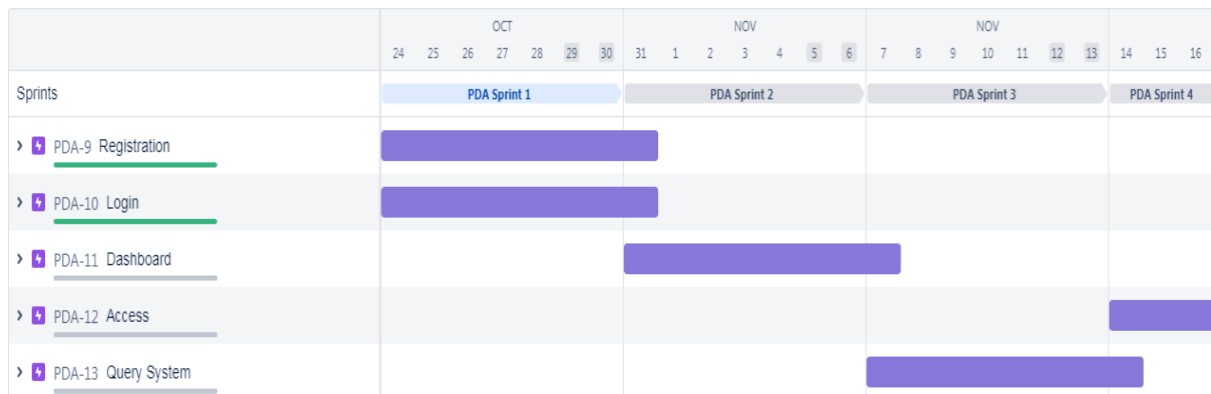 OCT NOV NOV
24 25 26 27 28 29 30 31 1 2 3 4 5 6 7 8 9 10 11 12 13 14 15 16
Sprints PDA Sprint 1 PDA Sprint 2 PDA Sprint 3 PDA Sprint 4
PDA-9 Registration
PDA-10 Login
PDA-11 Dashboard
PDA-12 Access
PDA-13 Query System